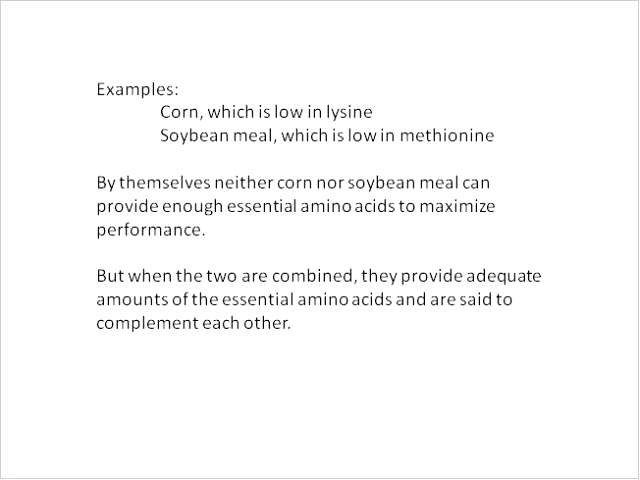 Examples:
Corn, which is low in lysine
Soybean meal, which is low in methionine
By themselves neither corn nor soybean meal can
provide enough essential amino acids to maximize
performance.
But when the two are combined, they provide adequate
amounts of the essential amino acids and are said to
complement each other.